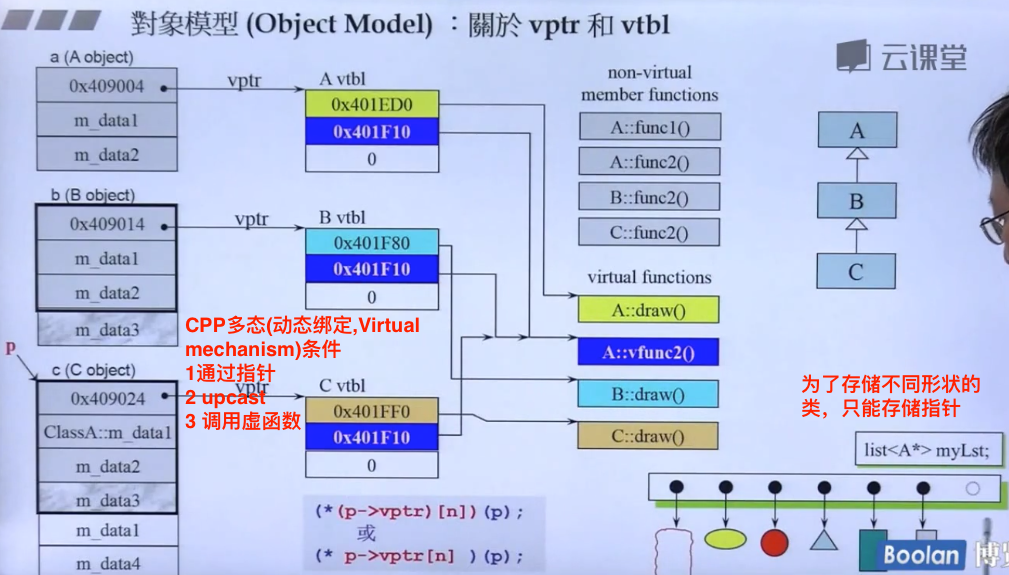 對象模型 (Object Model) ：關於 vptr 和 vtbl
云课堂
a (A object)
0x409004
m_data1
m_data2
vptr
A vtbl
0x401ED0
0x401F10
0
b (B object)
0x409014
m_data1
m_data2
m_data3
vptr
B vtbl
0x401F80
0x401F10
0
CPP多态(动态绑定,Virtual
mechanism)条件
1通过指针
2 upcast
3 调用虚函数
p
c (C object)
0x409024
ClassA::m_data1
m_data2
m_data3
m_data1
m_data4
vptr
C vtbl
0x401FF0
0x401F10
0
(*(p->vptr)[n])(p);
或
(* p->vptr[n] )(p);
non-virtual
member functions
A::func1()
A::func2()
B::func2()
C::func2()
virtual functions
A::draw()
A::vfunc2()
B::draw()
C::draw()
A
B
C
为了存储不同形状的
类，只能存储指针
list<A*> myLst;
Boolan 博览